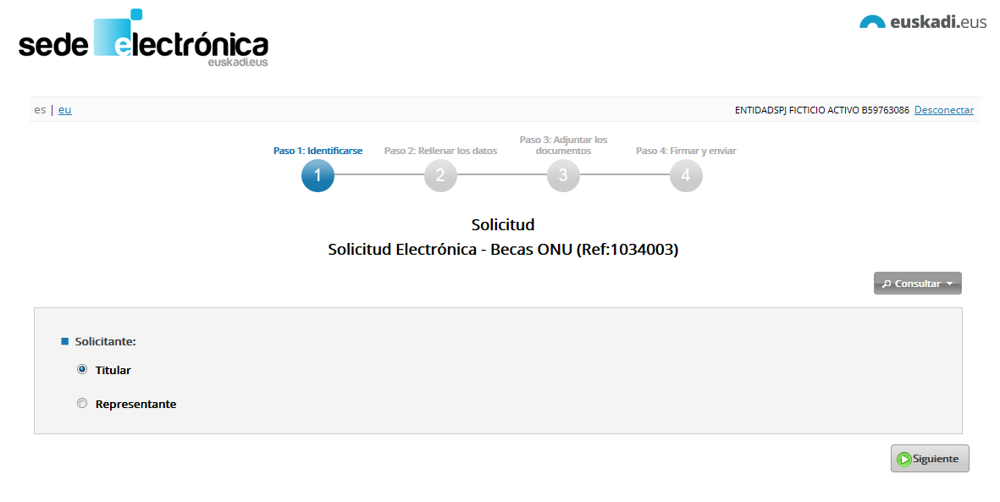 sede electrónica
euskadi.eus
euskadi.eus
es | eu
ENTIDADSPJ FICTICIO ACTIVO B59763086 Desconectar
Paso 1: Identificarse
Paso 2: Rellenar los datos
Paso 3: Adjuntar los
documentos
Paso 4: Firmar y enviar
1
2
3
4
Solicitud
Solicitud Electrónica - Becas ONU (Ref:1034003)
Consultar
Solicitante:
Titular
Representante
Siguiente